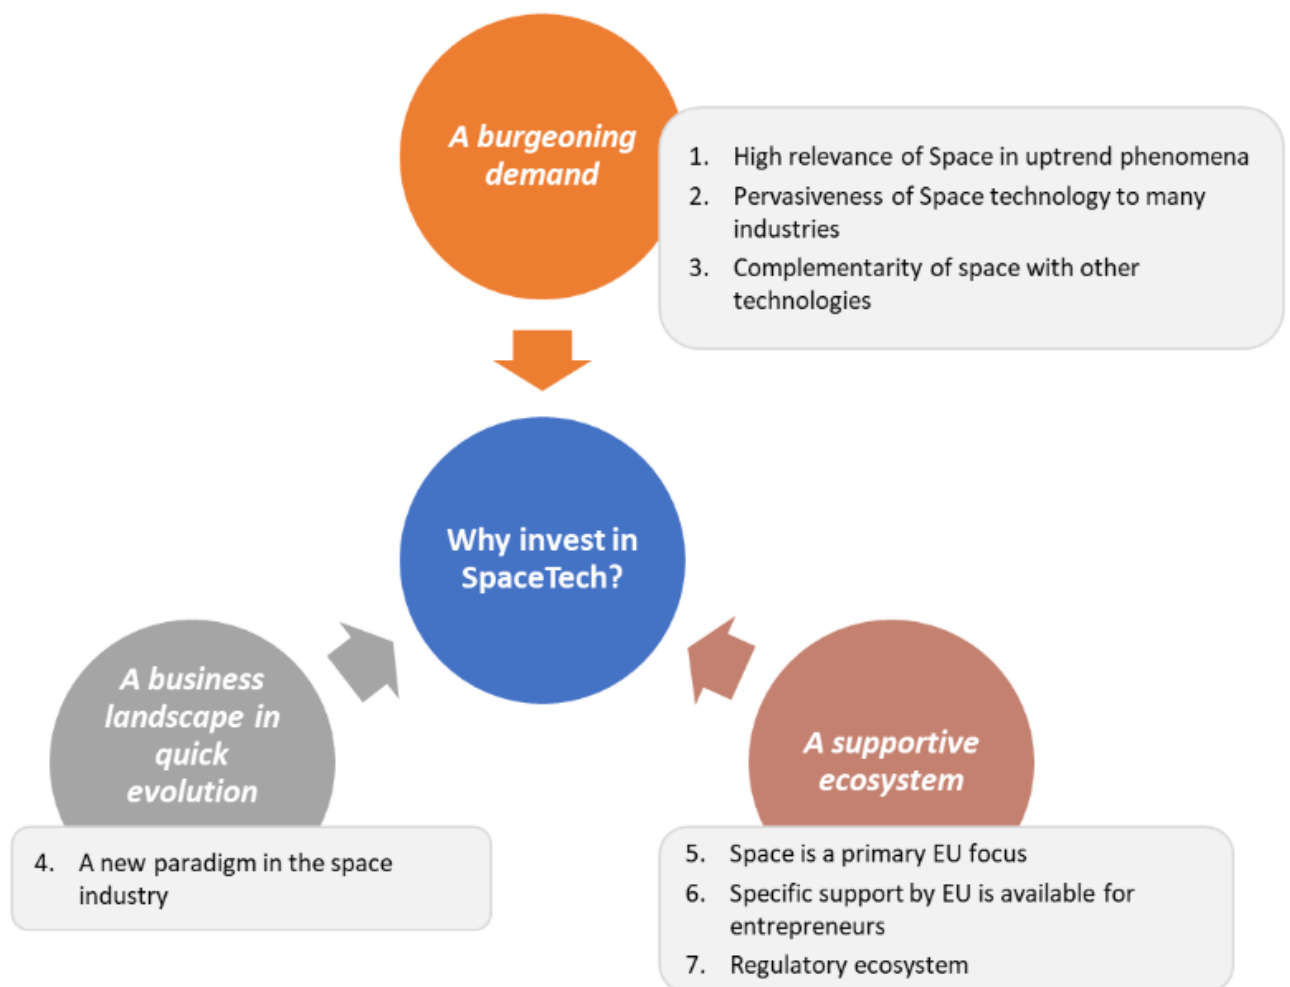 A burgeoning
demand
1. High relevance of Space in uptrend phenomena
2. Pervasiveness of Space technology to many
industries
3. Complementarity of space with other
technologies
Why invest in
SpaceTech?
A business
landscape in
quick
evolution
4. A new paradigm in the space
industry
A supportive
ecosystem
5. Space is a primary EU focus
6. Specific support by EU is available for
entrepreneurs
7. Regulatory ecosystem